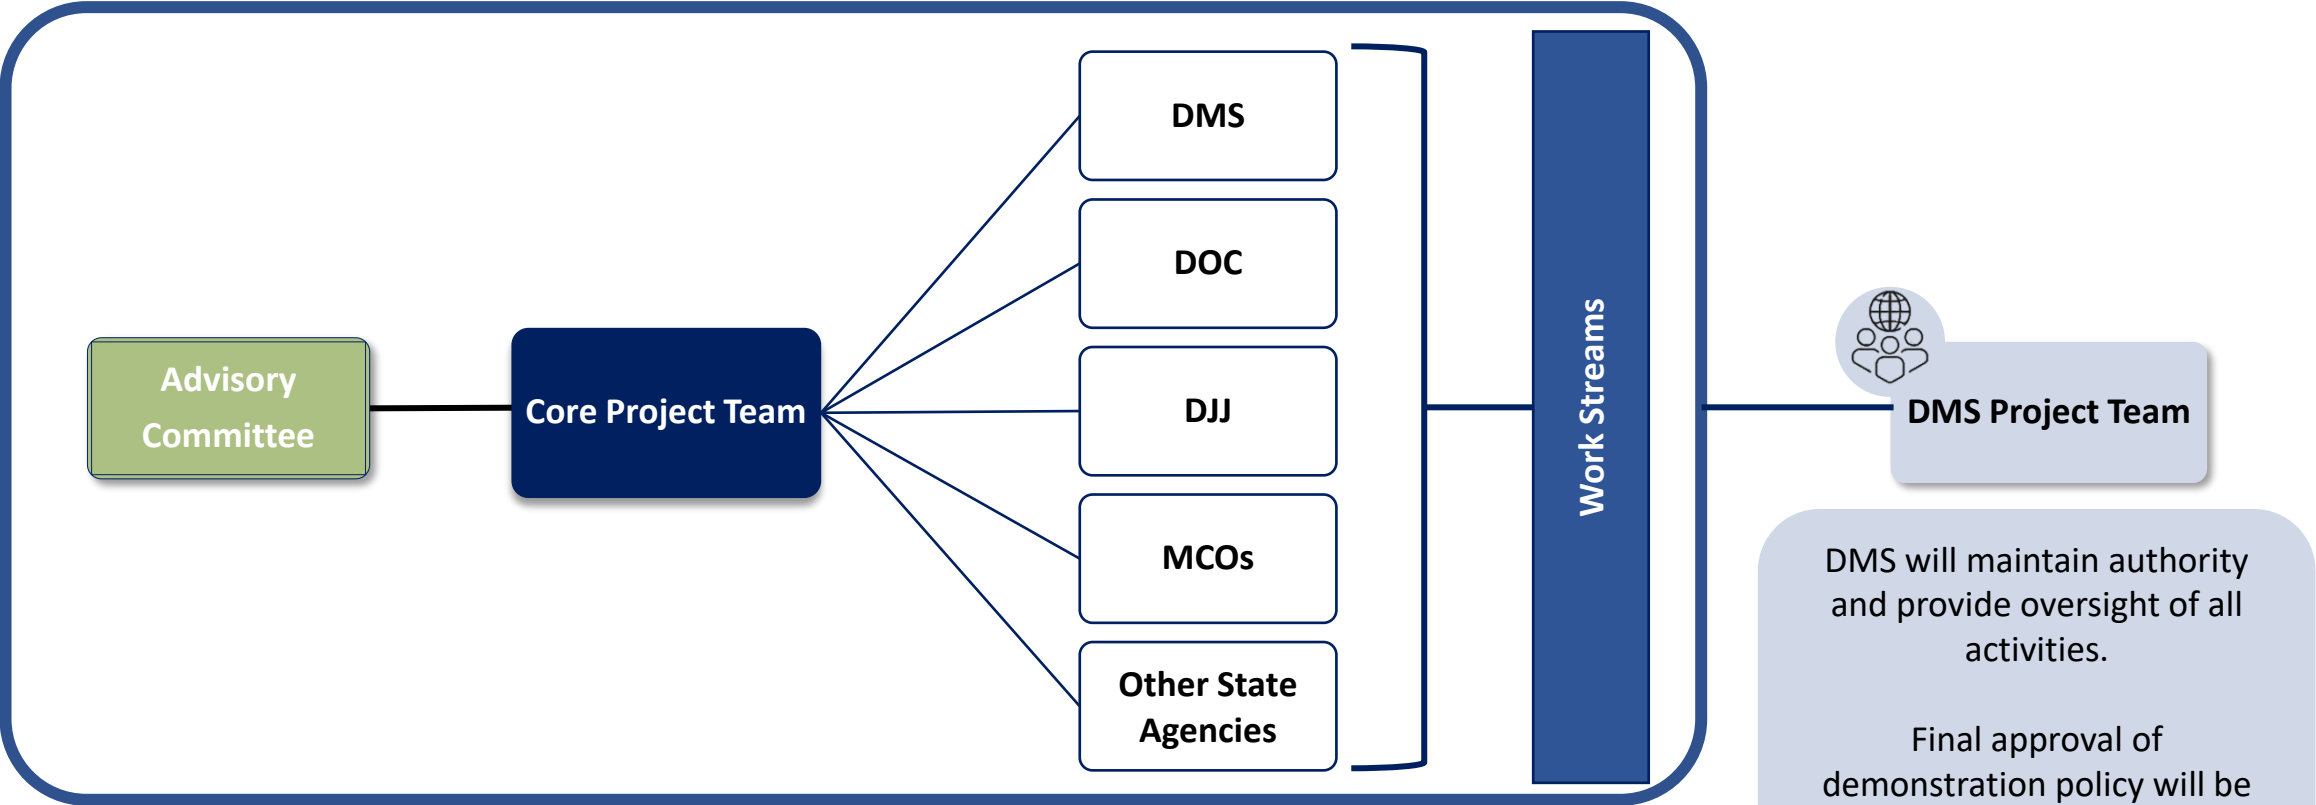 Advisory
Committee
Core Project Team
DMS
DOC
DJJ
MCOs
Other State
Agencies
Work Streams
DMS Project Team
DMS will maintain authority
and provide oversight of all
activities.
Final approval of
demonstration policy will be